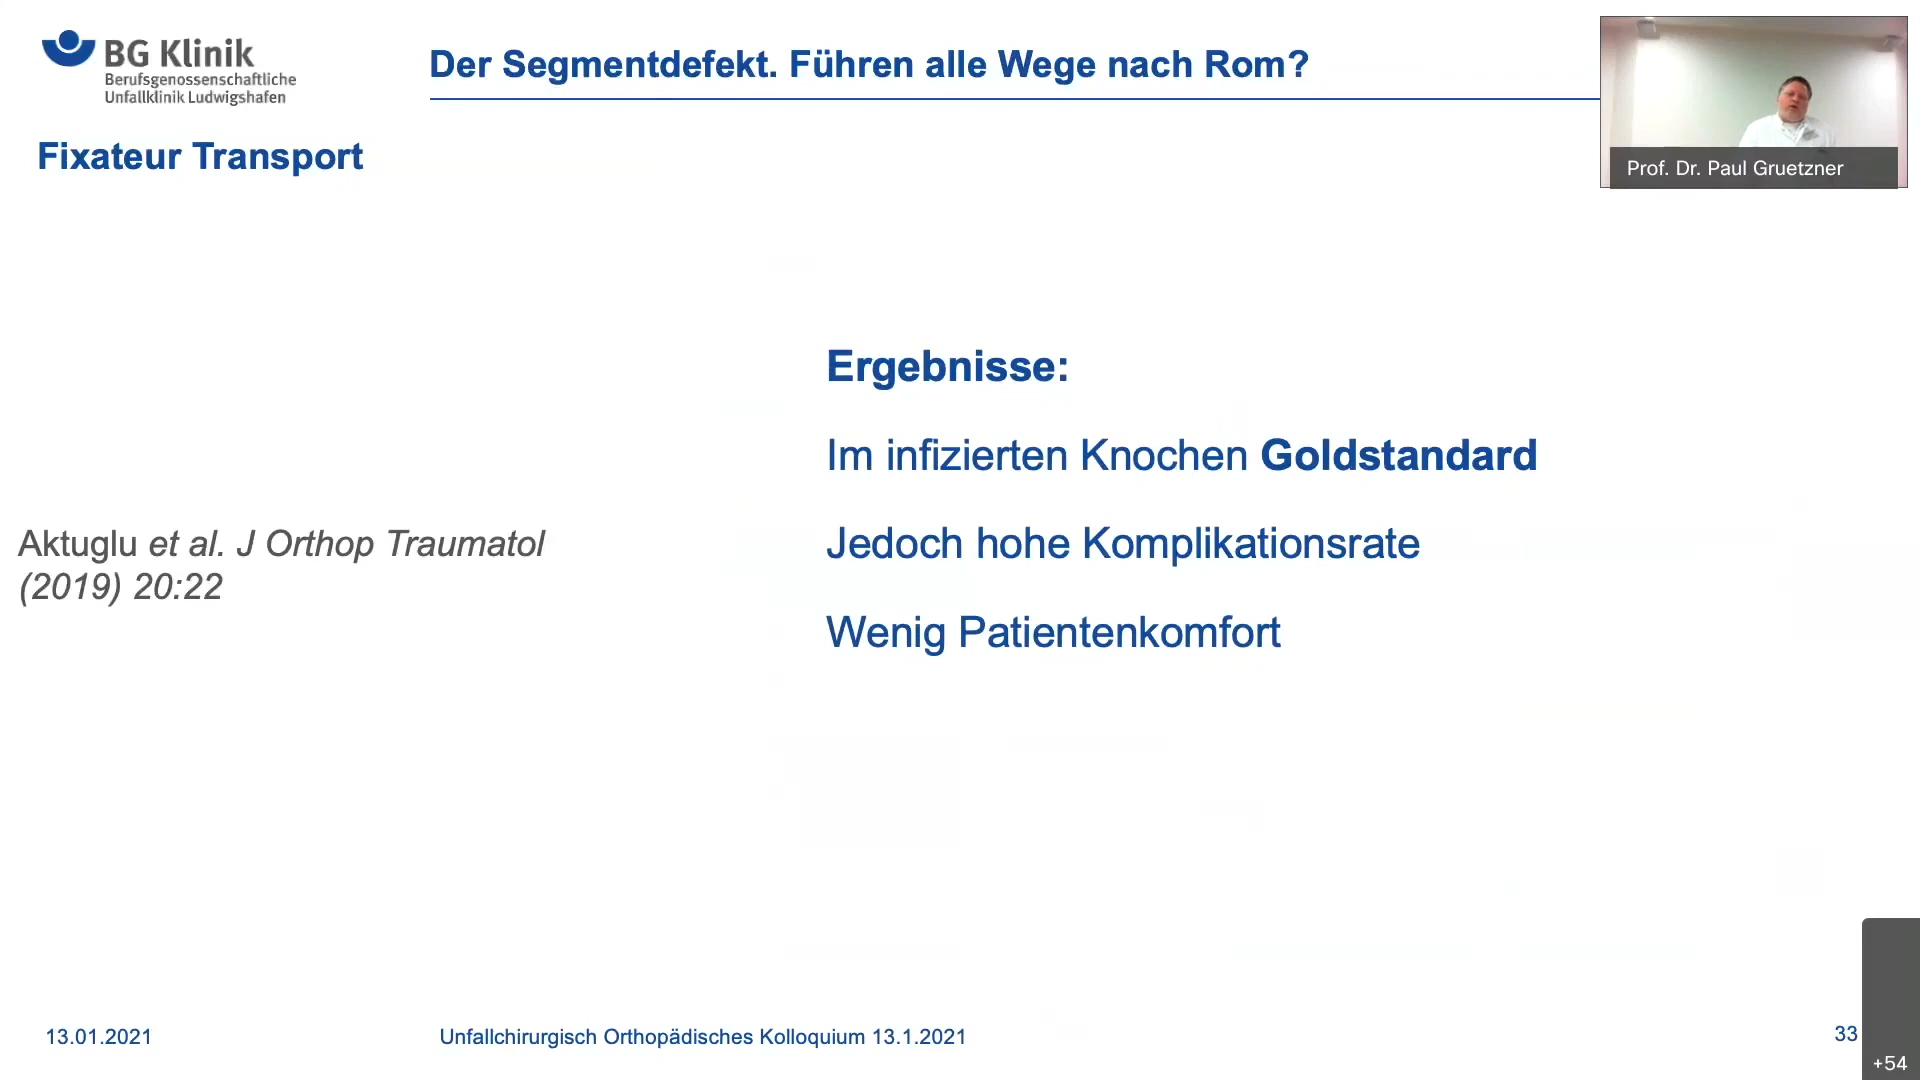 BG Klinik
Berufsgenossenschaftliche
Unfallklinik Ludwigshafen
Der Segmentdefekt. Führen alle Wege nach Rom?
Prof. Dr. Paul Gruetzner
Fixateur Transport
Ergebnisse:
Im infizierten Knochen Goldstandard
Jedoch hohe Komplikationsrate
Wenig Patientenkomfort
Aktuglu et al. J Orthop Traumatol
(2019) 20:22
13.01.2021
Unfallchirurgisch Orthopädisches Kolloquium 13.1.2021
33
+54